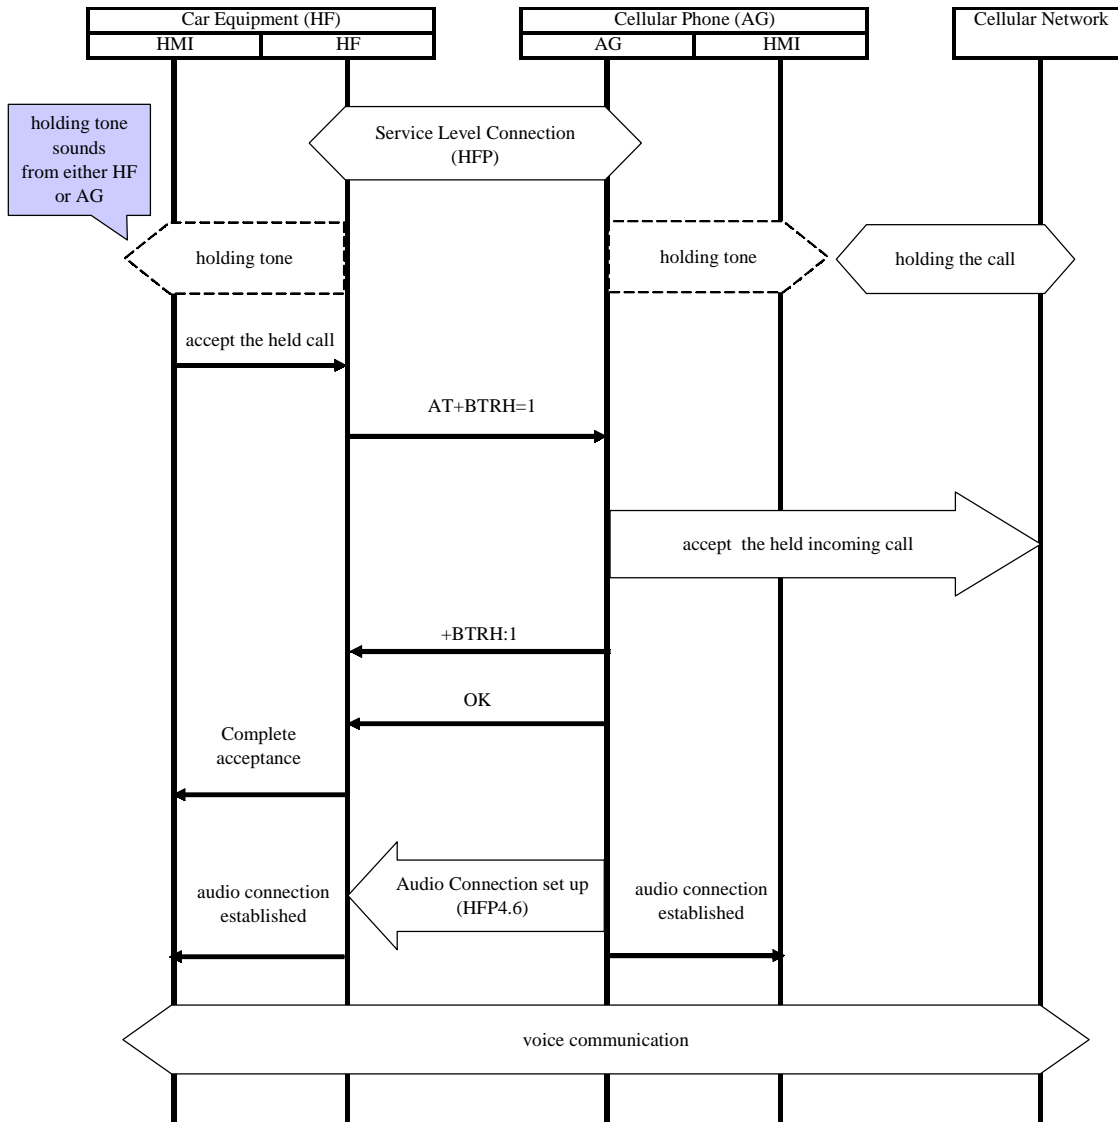 Car Equipment (HF)
Cellular Phone (AG)
Cellular Network
HMI
HF
AG
HMI
holding tone
sounds
from either HF
or AG
Service Level Connection
(HFP)
holding tone
holding tone
holding the call
accept the held call
AT+BTRH=1
accept the held incoming call
+BTRH:1
OK
Complete
acceptance
Audio Connection set up
(HFP4.6)
audio connection
established
audio connection
established
voice communication